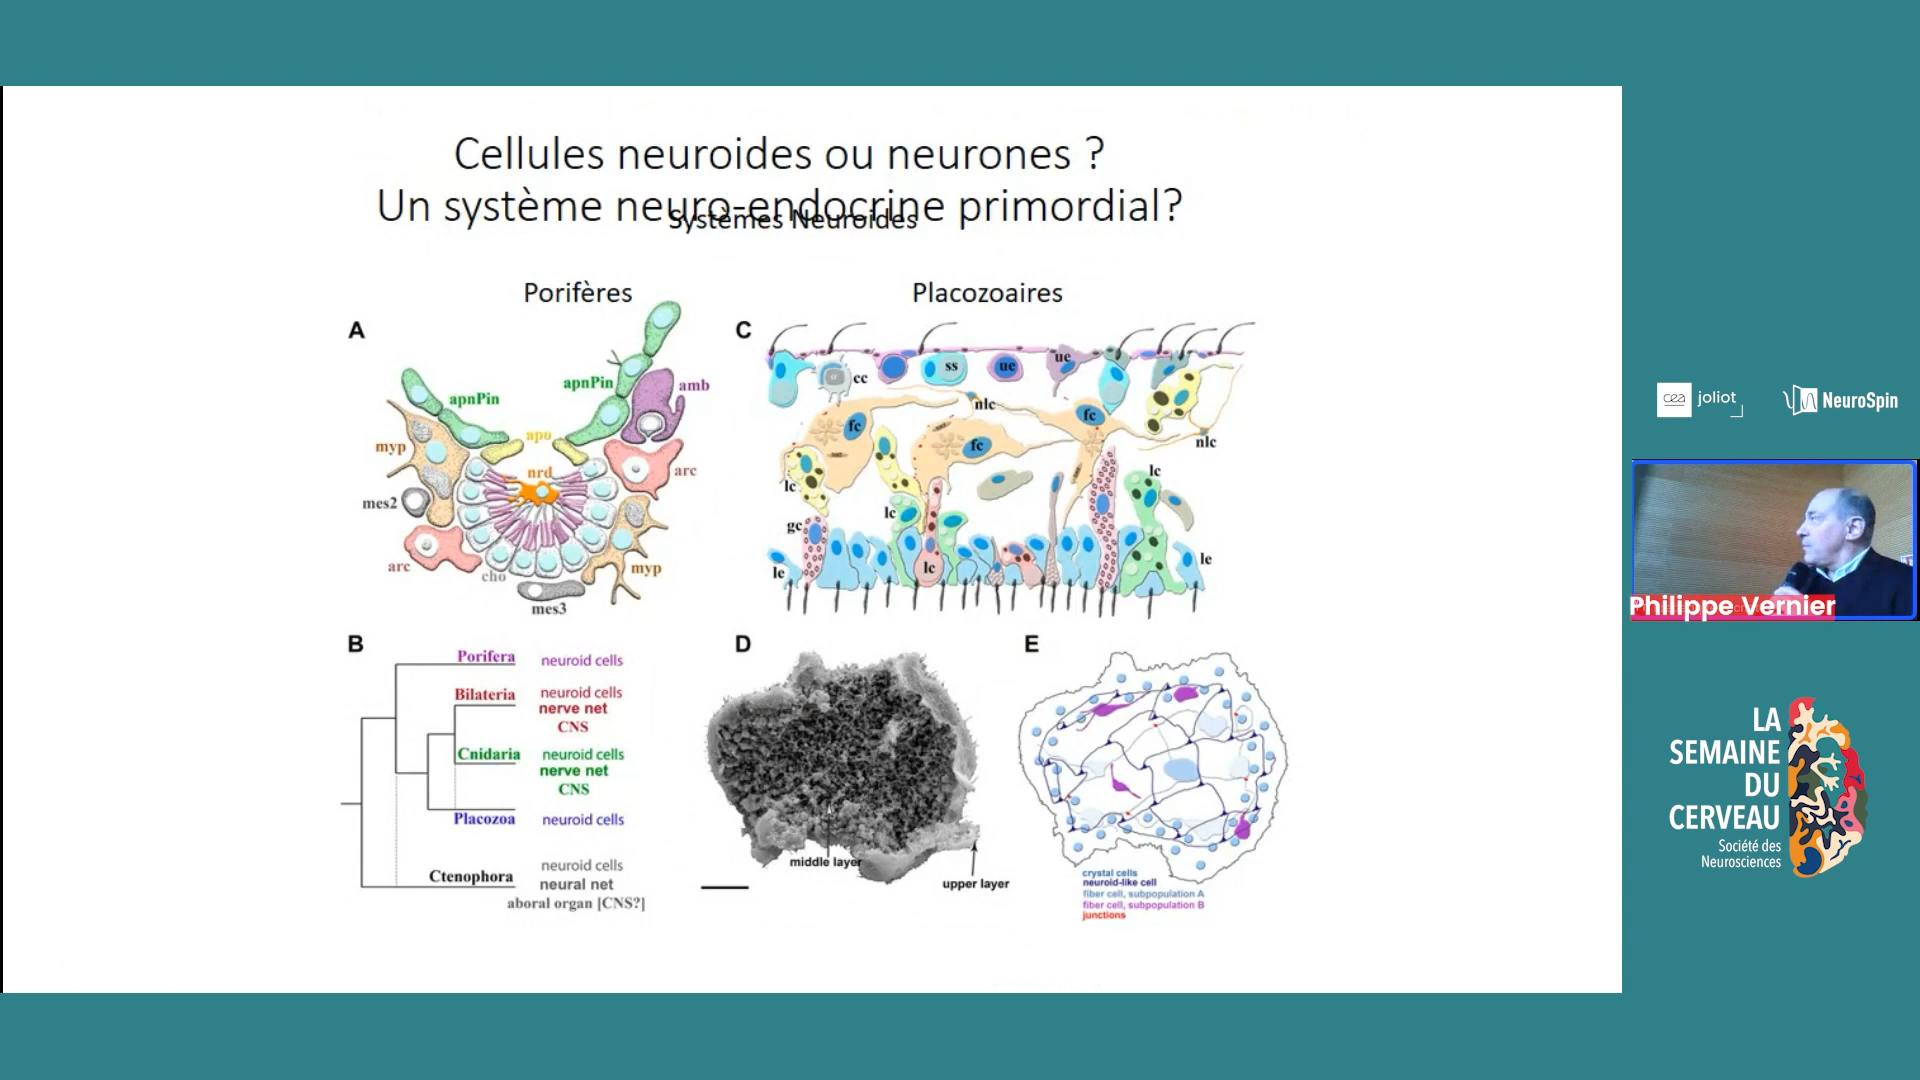 Cellules neuroides ou neurones ?
Un système neuro-endocrine primordial?
Systèmes Neuroides
Porifères
Placozoaires
A
apnPin
apnPin
amb
myp
apo
arc
nrd
mes2
arc
cho
myp
mes3
C
cc
ss
ue
ue
nlc
fc
fc
fc
nlc
lc
lc
lc
gc
le
lc
le
B
Porifera neuroid cells
Bilateria neuroid cells
nerve net
CNS
Cnidaria neuroid cells
nerve net
CNS
Placozoa neuroid cells
neuroid cells
Ctenophora neural net
aboral organ [CNS?]
D
middle layer
upper layer
E
crystal cells
neuroid-like cell
fiber cell, subpopulation A
fiber cell, subpopulation B
junctions
cea joliot
NeuroSpin
Philippe Vernier
LA
SEMAINE
DU
CERVEAU
Société des
Neurosciences